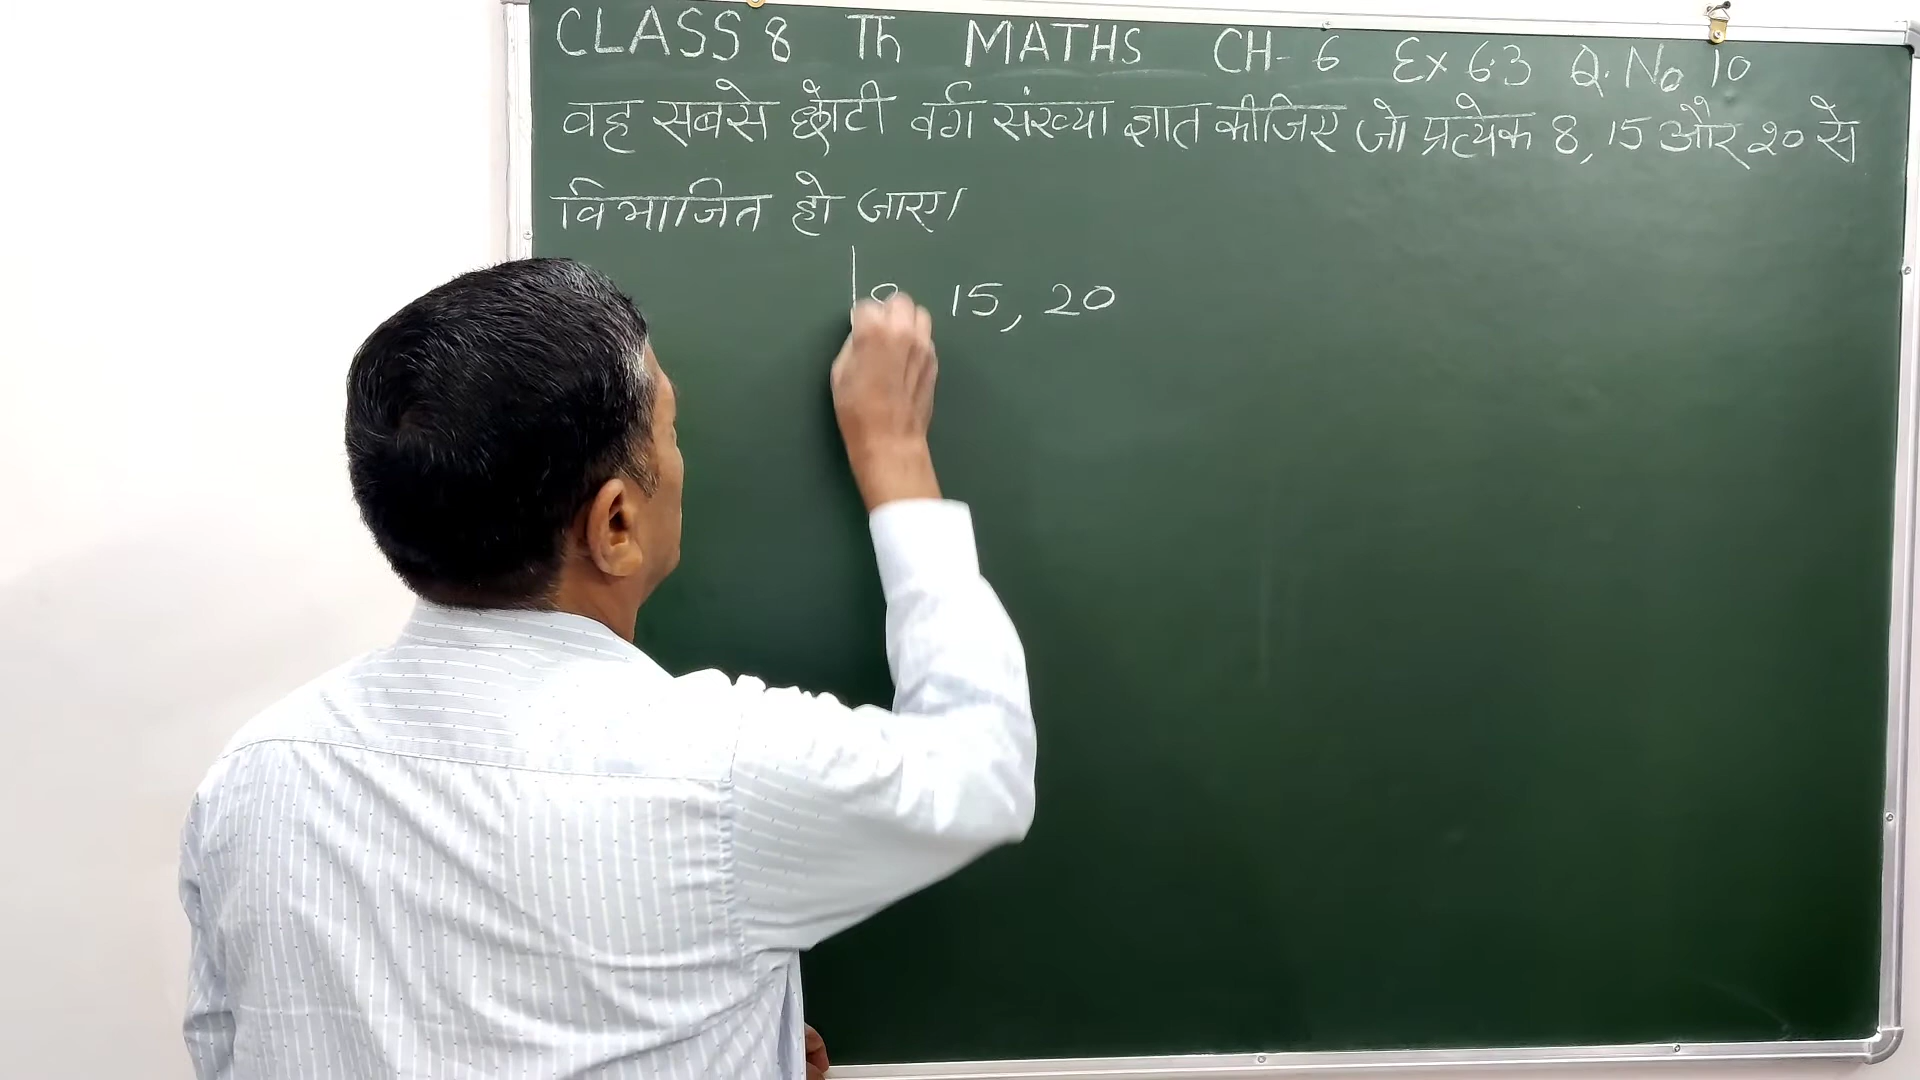 CLASS 8 Th MATHS CH-6 Ex 6.3 Q.No 10
वह सबसे छोटी वर्ग संख्या ज्ञात कीजिए जो प्रत्येक 8, 15 और २० से
विभाजित हो जाए।
8, 15, 20